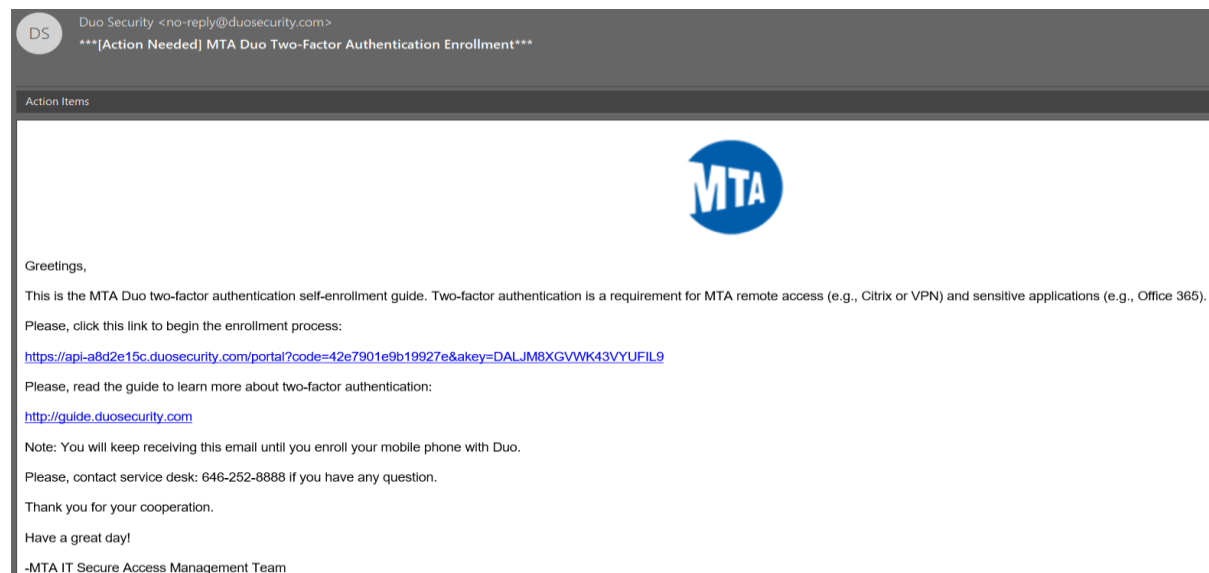 DS
Duo Security <no-reply@duosecurity.com>
***[Action Needed] MTA Duo Two-Factor Authentication Enrollment***
Action Items
MTA
Greetings,
This is the MTA Duo two-factor authentication self-enrollment guide. Two-factor authentication is a requirement for MTA remote access (e.g., Citrix or VPN) and sensitive applications (e.g., Office 365).
Please, click this link to begin the enrollment process:
https://api-a8d2e15c.duosecurity.com/portal?code=42e7901e9b19927e&akey=DALJM8XGVWK43VYUFIL9
Please, read the guide to learn more about two-factor authentication:
http://guide.duosecurity.com
Note: You will keep receiving this email until you enroll your mobile phone with Duo.
Please, contact service desk: 646-252-8888 if you have any question.
Thank you for your cooperation.
Have a great day!
-MTA IT Secure Access Management Team